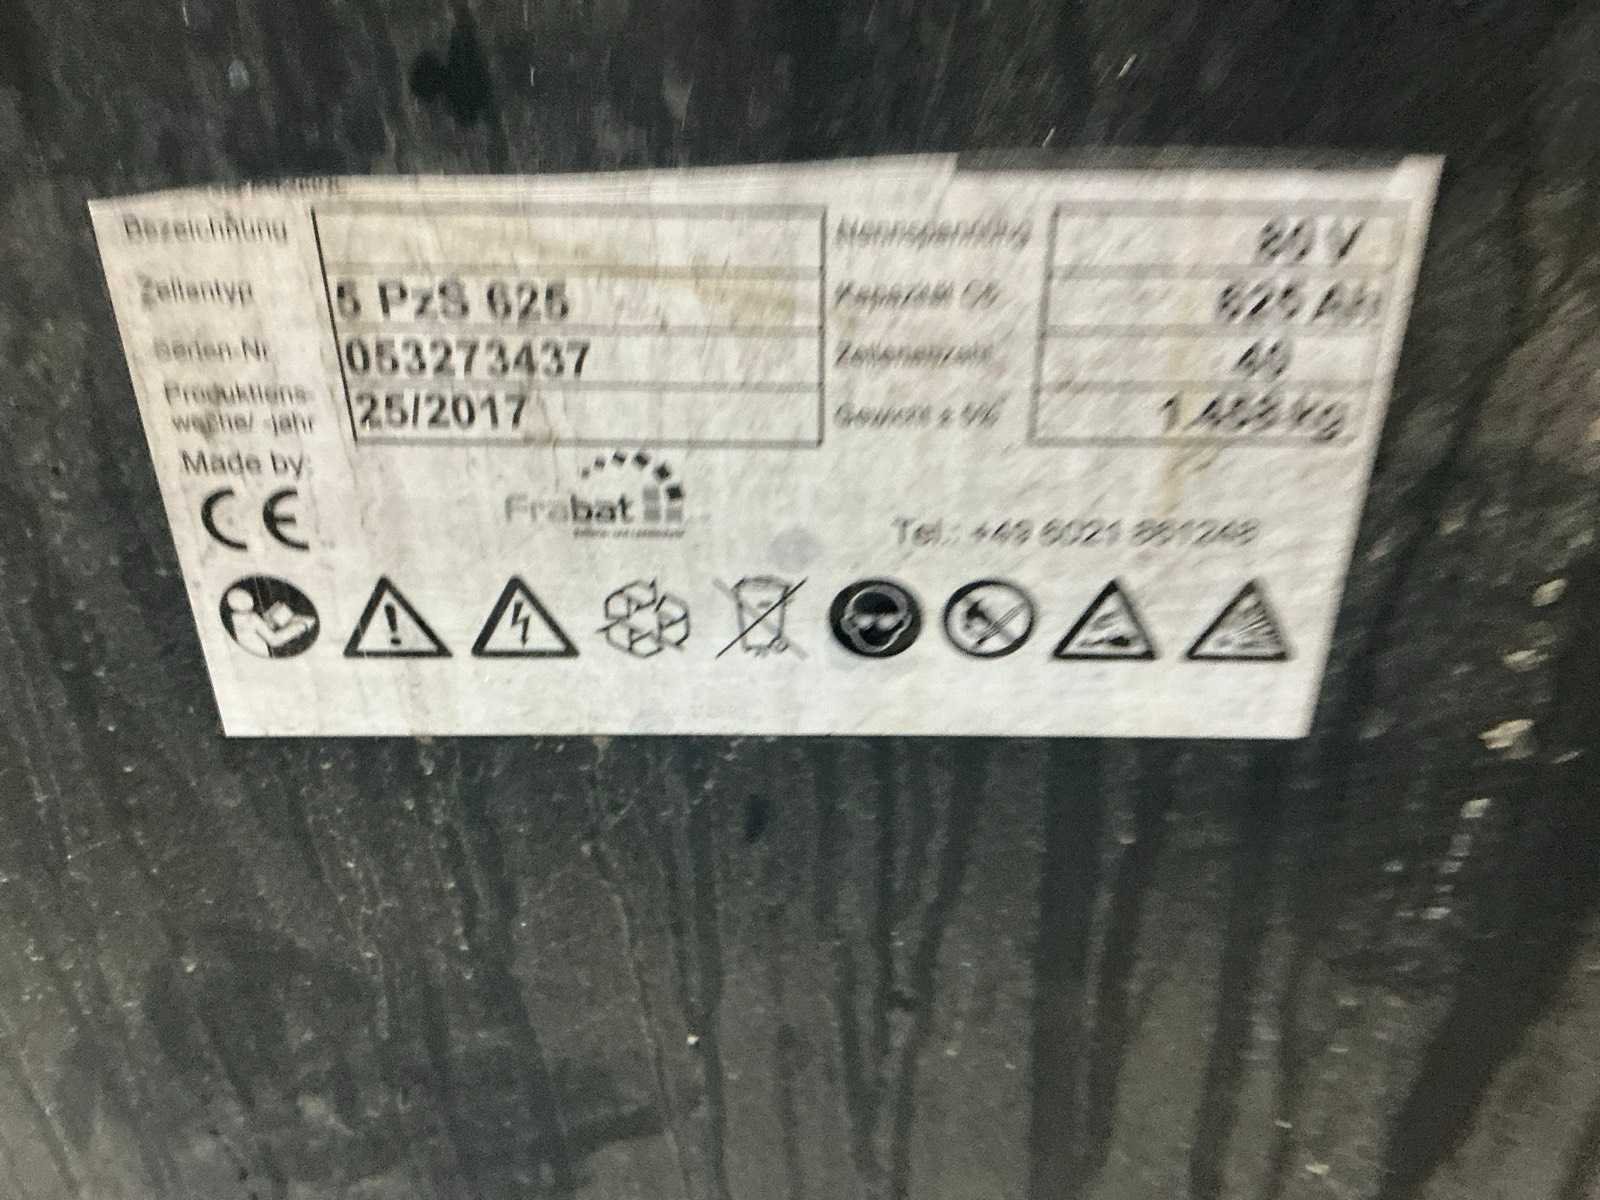 Bezeichnung
Nennspannung 80 V
Zellentyp 5 PzS 625
Kapazität C5 625 Ah
Serien-Nr. 053273437
Zellenanzahl 40
Produktions-
woche/ -jahr 25/2017
Gewicht ± 5%
kg
Made by:
CE
Frabat
Tel.: +49 6021